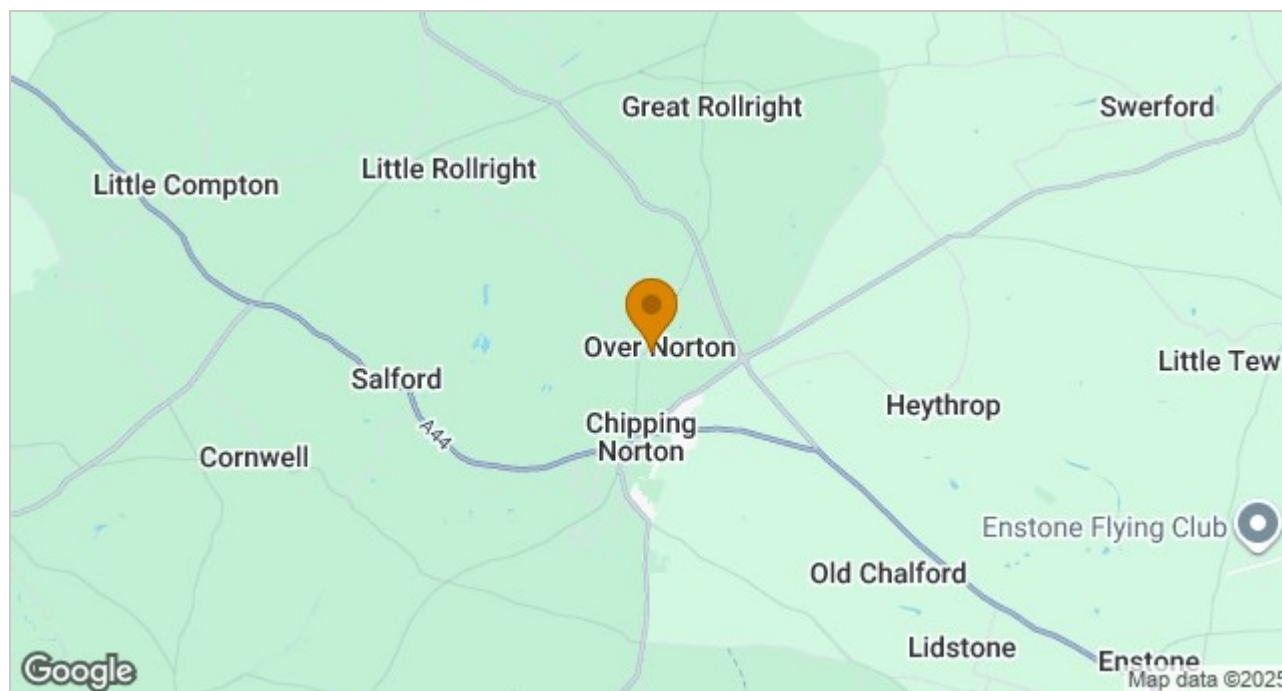 Great Rollright
Swerford
Little Rollright
Little Compton
Over Norton
Little Tew
Salford
Heythrop
Chipping
Norton
A44
Cornwell
Enstone Flying Club
Old Chalford
Lidstone
Enstone
Google
Map data ©2025